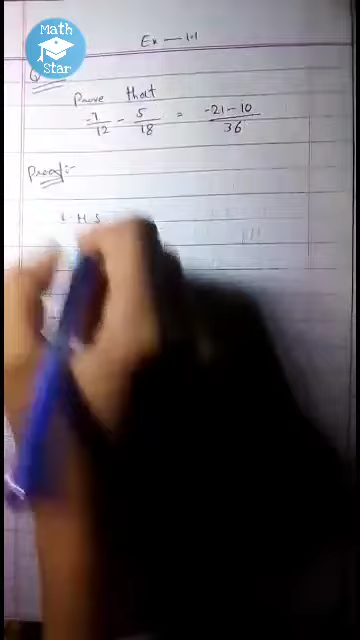 Math
Star
Ex — 1.1
Q
Prove that
-7/12 - 5/18 = -21-10/36
Proof:-
L.H.S